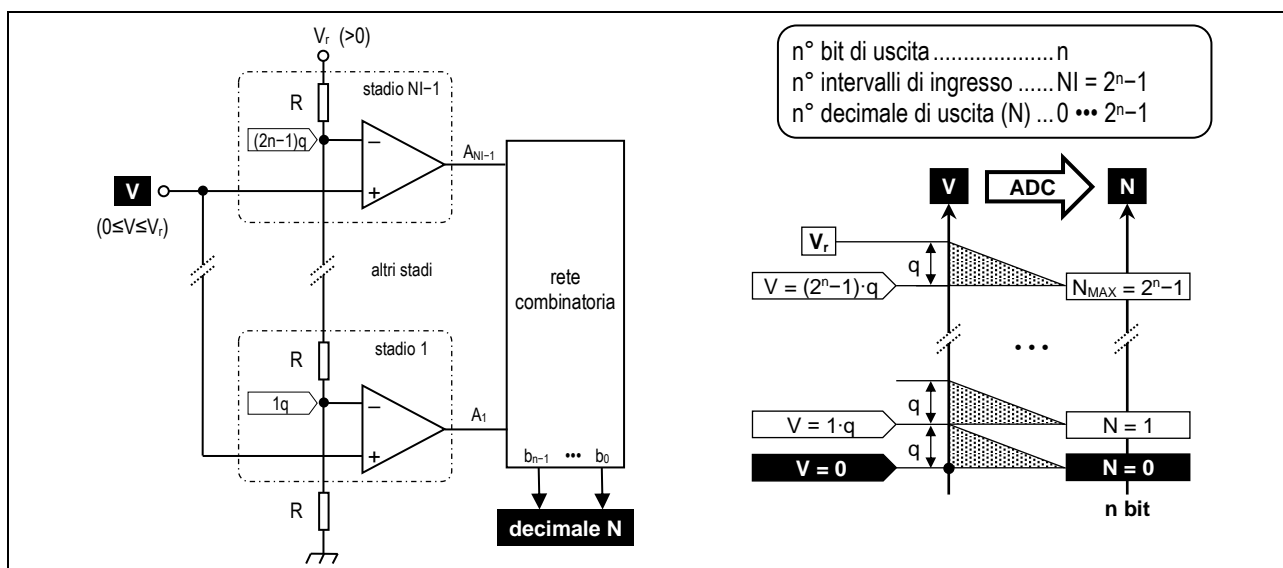 Vr (>0)
R
stadio NI−1
(2n−1)q
−
+
ANI−1
V
(0≤V≤Vr)
altri stadi
rete
combinatoria
R
stadio 1
1q
−
+
A1
bn−1 ••• b0
R
decimale N
n° bit di uscita.....................n
n° intervalli di ingresso ......NI = 2ⁿ−1
n° decimale di uscita (N) ...0 ••• 2ⁿ−1
V
ADC
N
Vr
q
V = (2ⁿ−1)·q
NMAX = 2ⁿ−1
• • •
q
V = 1·q
N = 1
q
V = 0
N = 0
n bit